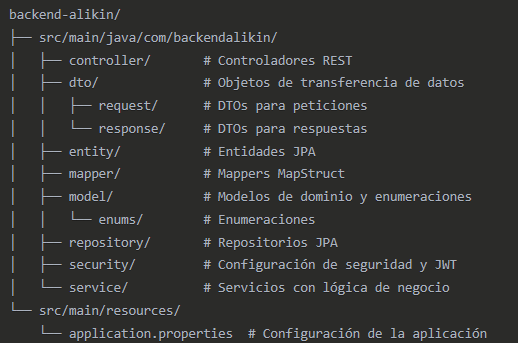 backend-alikin/
├── src/main/java/com/backendalikin/
│   ├── controller/       # Controladores REST
│   ├── dto/              # Objetos de transferencia de datos
│   │   ├── request/      # DTOs para peticiones
│   │   └── response/     # DTOs para respuestas
│   ├── entity/           # Entidades JPA
│   ├── mapper/           # Mappers MapStruct
│   ├── model/            # Modelos de dominio y enumeraciones
│   │   └── enums/        # Enumeraciones
│   ├── repository/       # Repositorios JPA
│   ├── security/         # Configuración de seguridad y JWT
│   └── service/          # Servicios con lógica de negocio
└── src/main/resources/
    └── application.properties  # Configuración de la aplicación